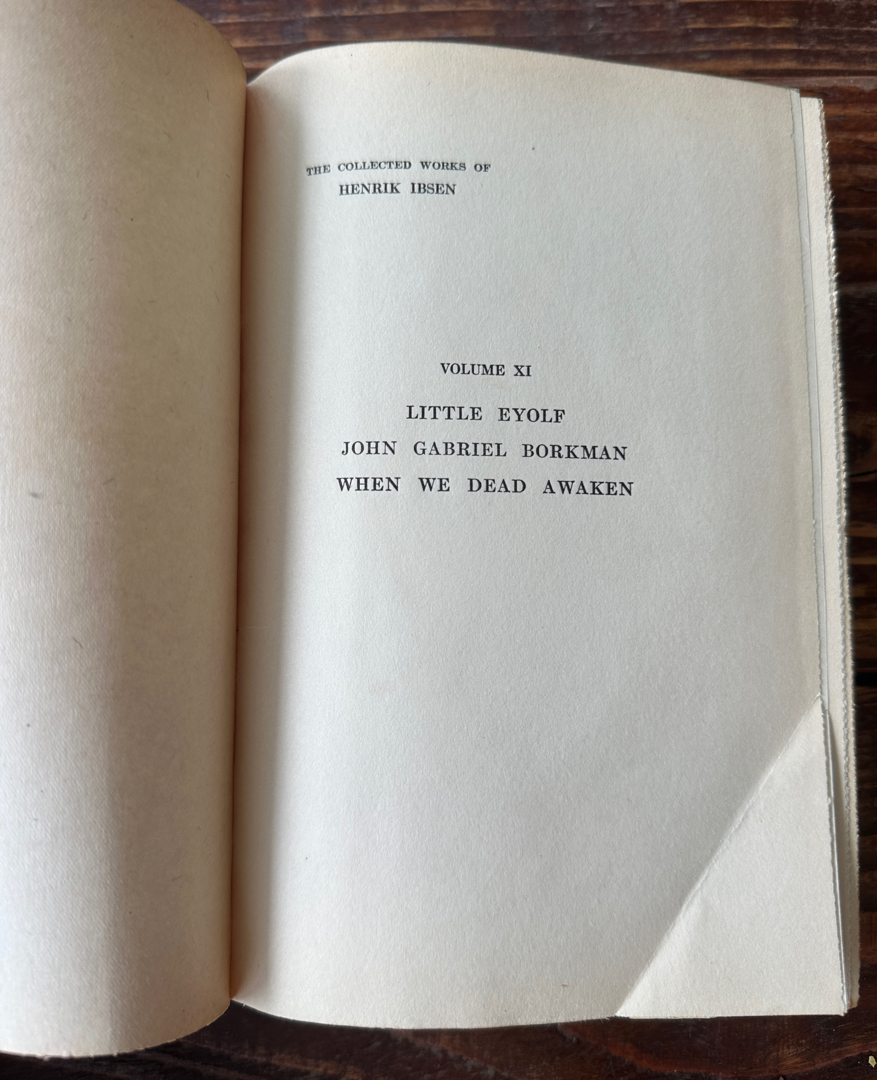 THE COLLECTED WORKS OF
HENRIK IBSEN
VOLUME XI
LITTLE EYOLF
JOHN GABRIEL BORKMAN
WHEN WE DEAD AWAKEN